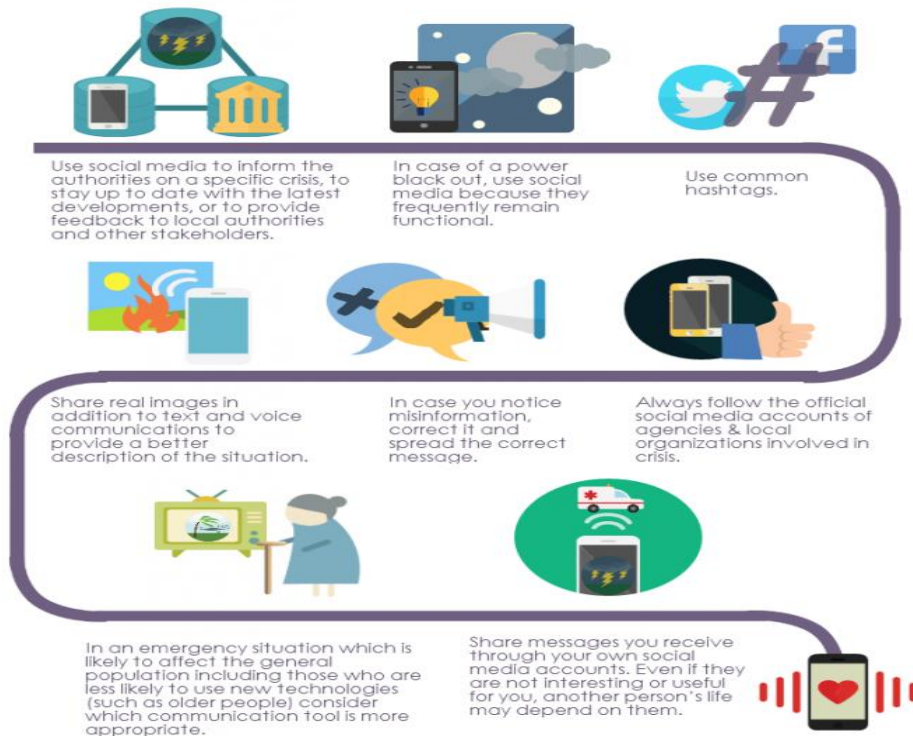 Use social media to inform the
authorities on a specific crisis, to
stay up to date with the latest
developments, or to provide
feedback to local authorities
and other stakeholders.
In case of a power
black out, use social
media because they
frequently remain
functional.
Use common
hashtags.
Share real images in
addition to text and voice
communications to
provide a better
description of the situation.
In case you notice
misinformation,
correct it and
spread the correct
message.
Always follow the official
social media accounts of
agencies & local
organizations involved in
crisis.
In an emergency situation which is
likely to affect the general
population including those who are
less likely to use new technologies
(such as older people) consider
which communication tool is more
appropriate.
Share messages you receive
through your own social
media accounts. Even if they
are not interesting or useful
for you, another person's life
may depend on them.